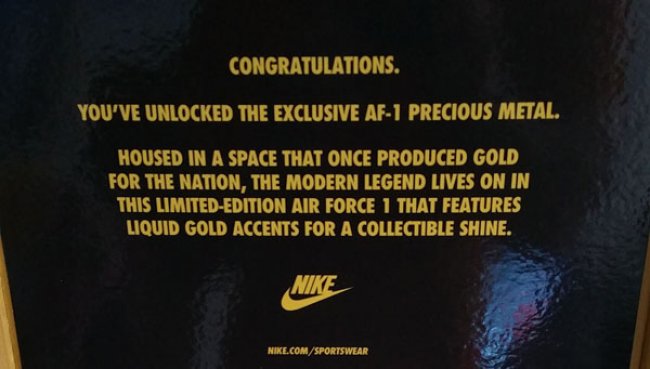 CONGRATULATIONS.
YOU'VE UNLOCKED THE EXCLUSIVE AF-1 PRECIOUS METAL.
HOUSED IN A SPACE THAT ONCE PRODUCED GOLD
FOR THE NATION, THE MODERN LEGEND LIVES ON IN
THIS LIMITED-EDITION AIR FORCE 1 THAT FEATURES
LIQUID GOLD ACCENTS FOR A COLLECTIBLE SHINE.
NIKE
NIKE.COM/SPORTSWEAR